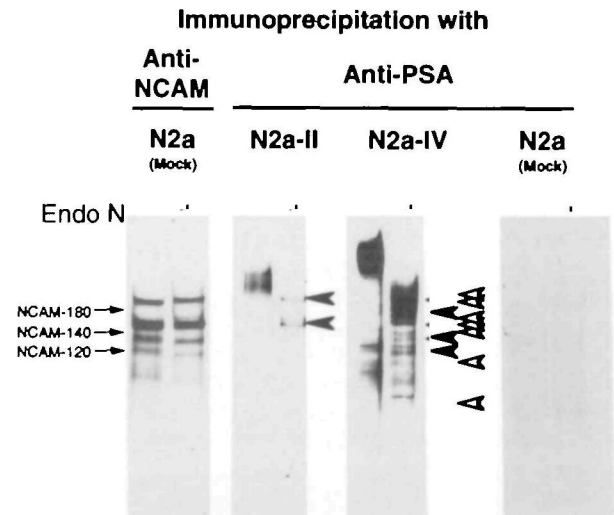 Immunoprecipitation with
Anti-
NCAM
Anti-PSA
N2a
(Mock)
N2a-II
N2a-IV
N2a
(Mock)
Endo N
NCAM-180
NCAM-140
NCAM-120